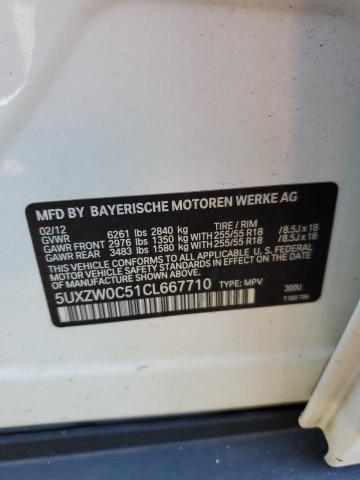 MFD BY BAYERISCHE MOTOREN WERKE AG
02/12 TIRE / RIM
GVWR 6261 lbs 2840 kg
GAWR FRONT 2976 lbs 1350 kg WITH 255/55 R18 / 8.5J x 18
GAWR REAR 3483 lbs 1580 kg WITH 255/55 R18 / 8.5J x 18
THIS VEHICLE CONFORMS TO ALL APPLICABLE U.S. FEDERAL
MOTOR VEHICLE SAFETY STANDARDS IN EFFECT ON THE DATE
OF MANUFACTURE SHOWN ABOVE.
5UXZW0C51CL667710 TYPE: MPV 300U